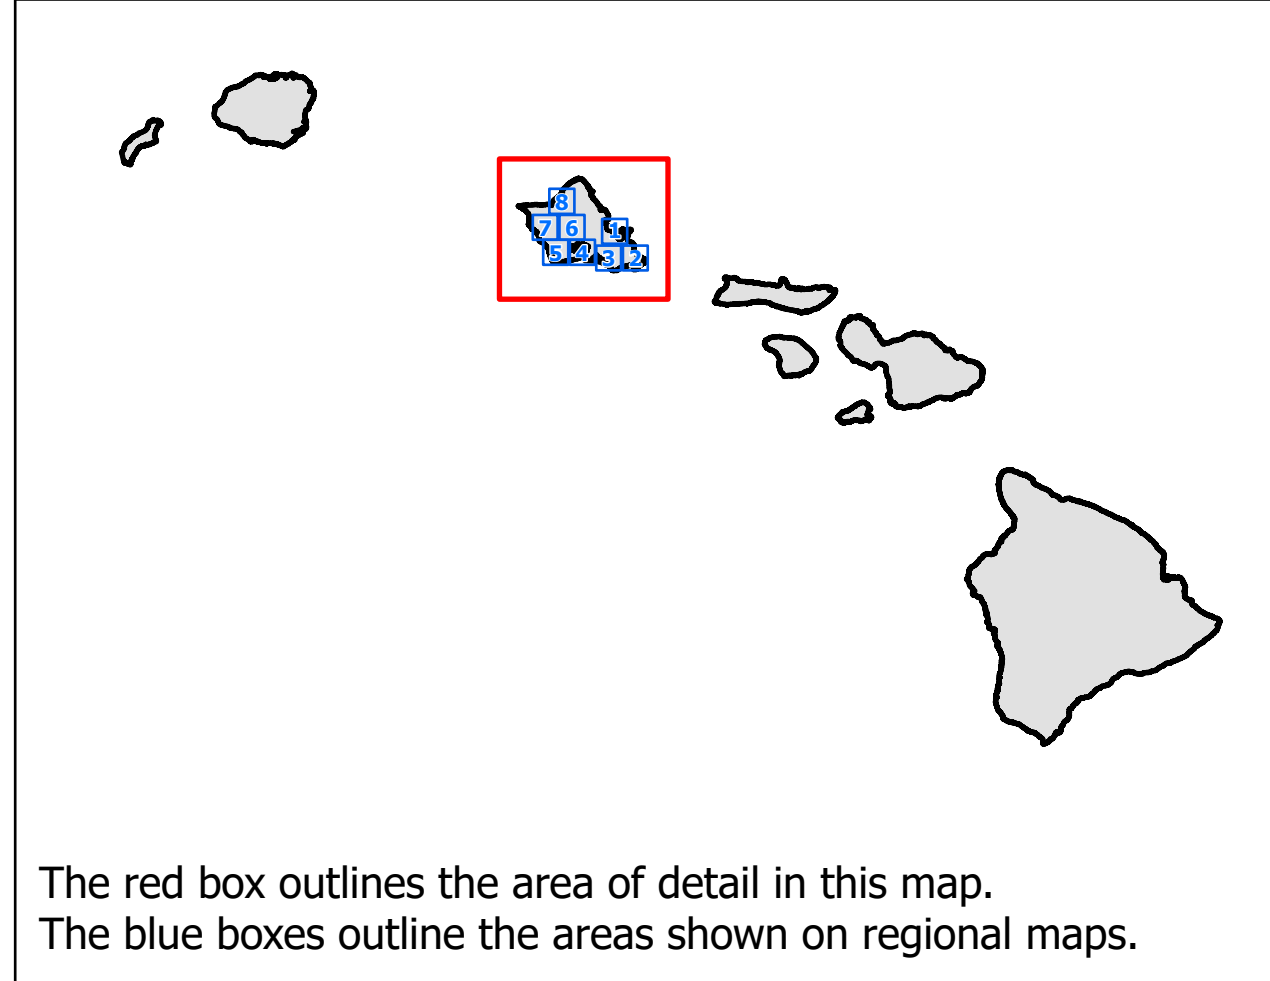 8
7 6 1
5 4 3 2
The red box outlines the area of detail in this map.
The blue boxes outline the areas shown on regional maps.